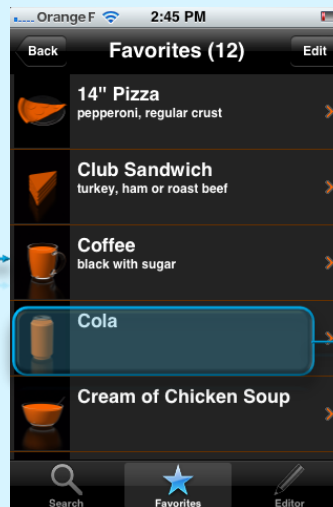 Orange F 2:45 PM
Back Favorites (12) Edit
14" Pizza
pepperoni, regular crust
Club Sandwich
turkey, ham or roast beef
Coffee
black with sugar
Cola
Cream of Chicken Soup
Search Favorites Editor